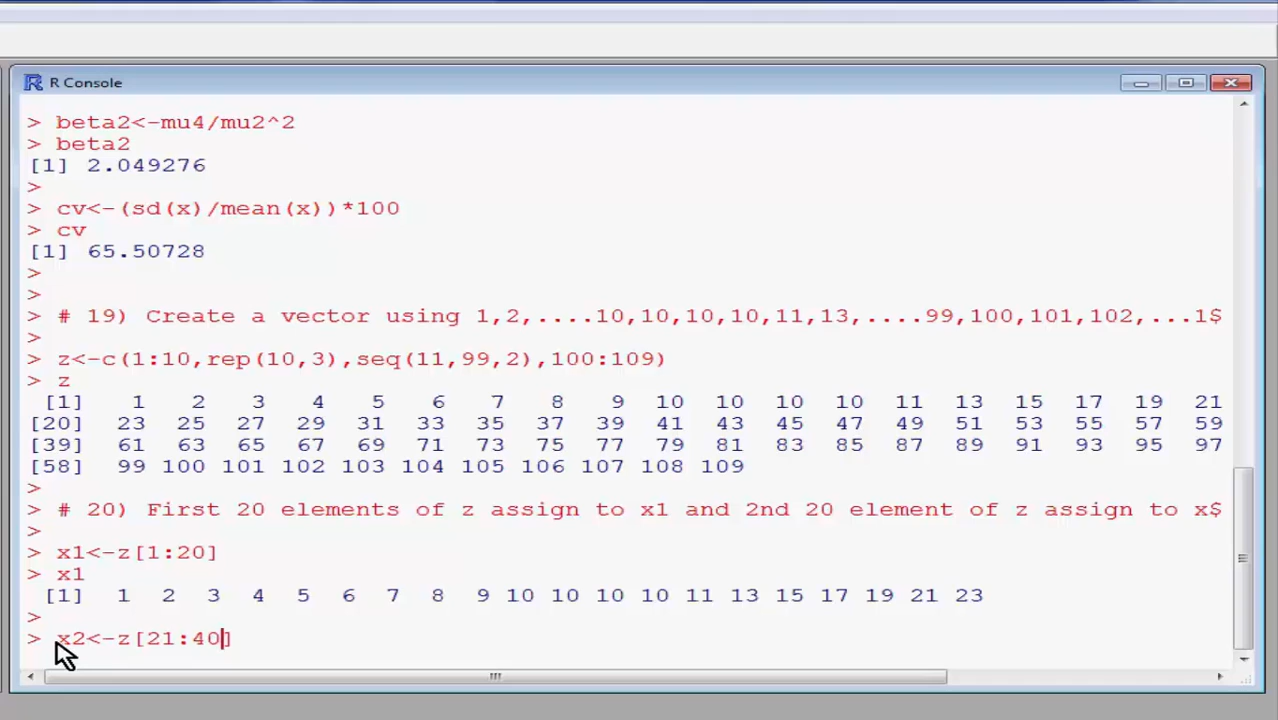 R Console
> beta2<-mu4/mu2^2
> beta2
[1] 2.049276
>
> cv<-(sd(x)/mean(x))*100
> cv
[1] 65.50728
>
>
> # 19) Create a vector using 1,2,....10,10,10,10,11,13,....99,100,101,102,...1$
>
> z<-c(1:10,rep(10,3),seq(11,99,2),100:109)
> z
[1] 1 2 3 4 5 6 7 8 9 10 10 10 10 11 13 15 17 19 21
[20] 23 25 27 29 31 33 35 37 39 41 43 45 47 49 51 53 55 57 59
[39] 61 63 65 67 69 71 73 75 77 79 81 83 85 87 89 91 93 95 97
[58] 99 100 101 102 103 104 105 106 107 108 109
>
> # 20) First 20 elements of z assign to x1 and 2nd 20 element of z assign to x$
>
> x1<-z[1:20]
> x1
[1] 1 2 3 4 5 6 7 8 9 10 10 10 10 11 13 15 17 19 21 23
>
> x2<-z[21:40]